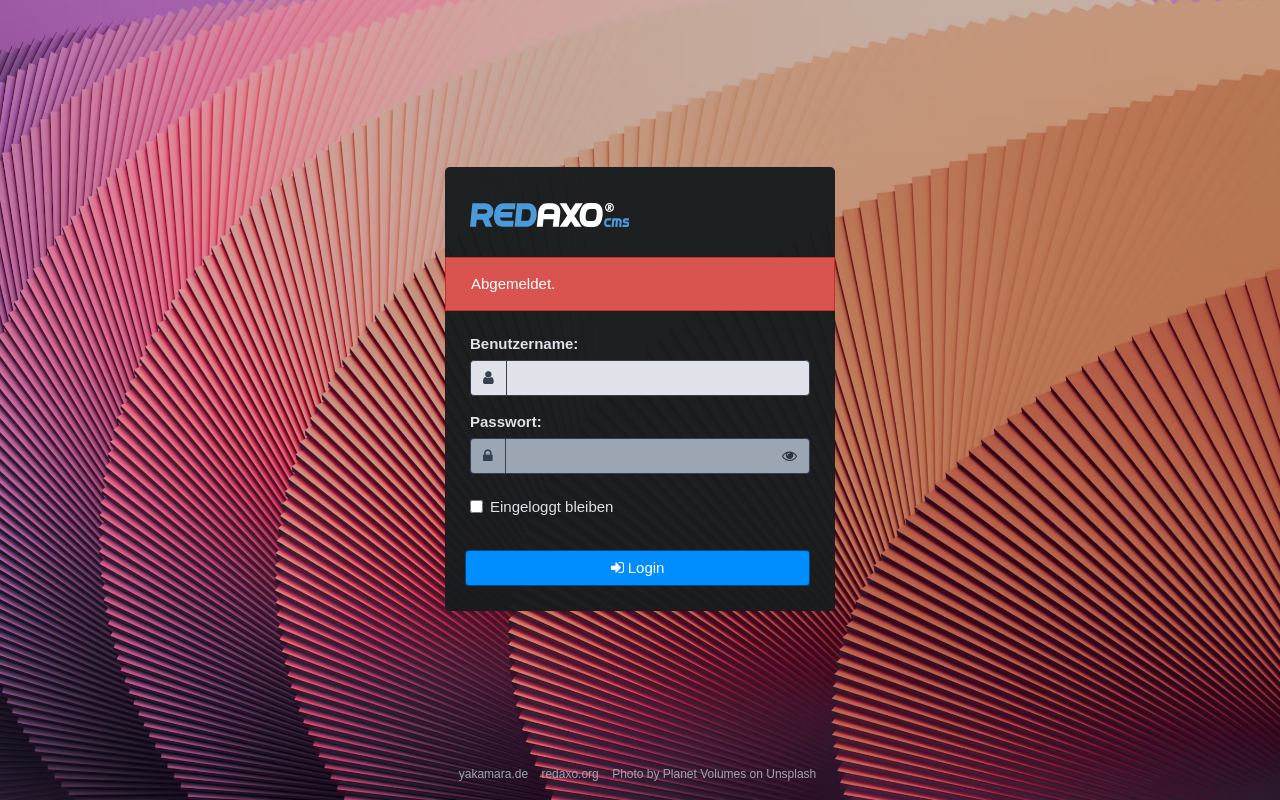 REDAXO® cms
Abgemeldet.
Benutzername:
Passwort:
Eingeloggt bleiben
Login
yakamara.de redaxo.org Photo by Planet Volumes on Unsplash